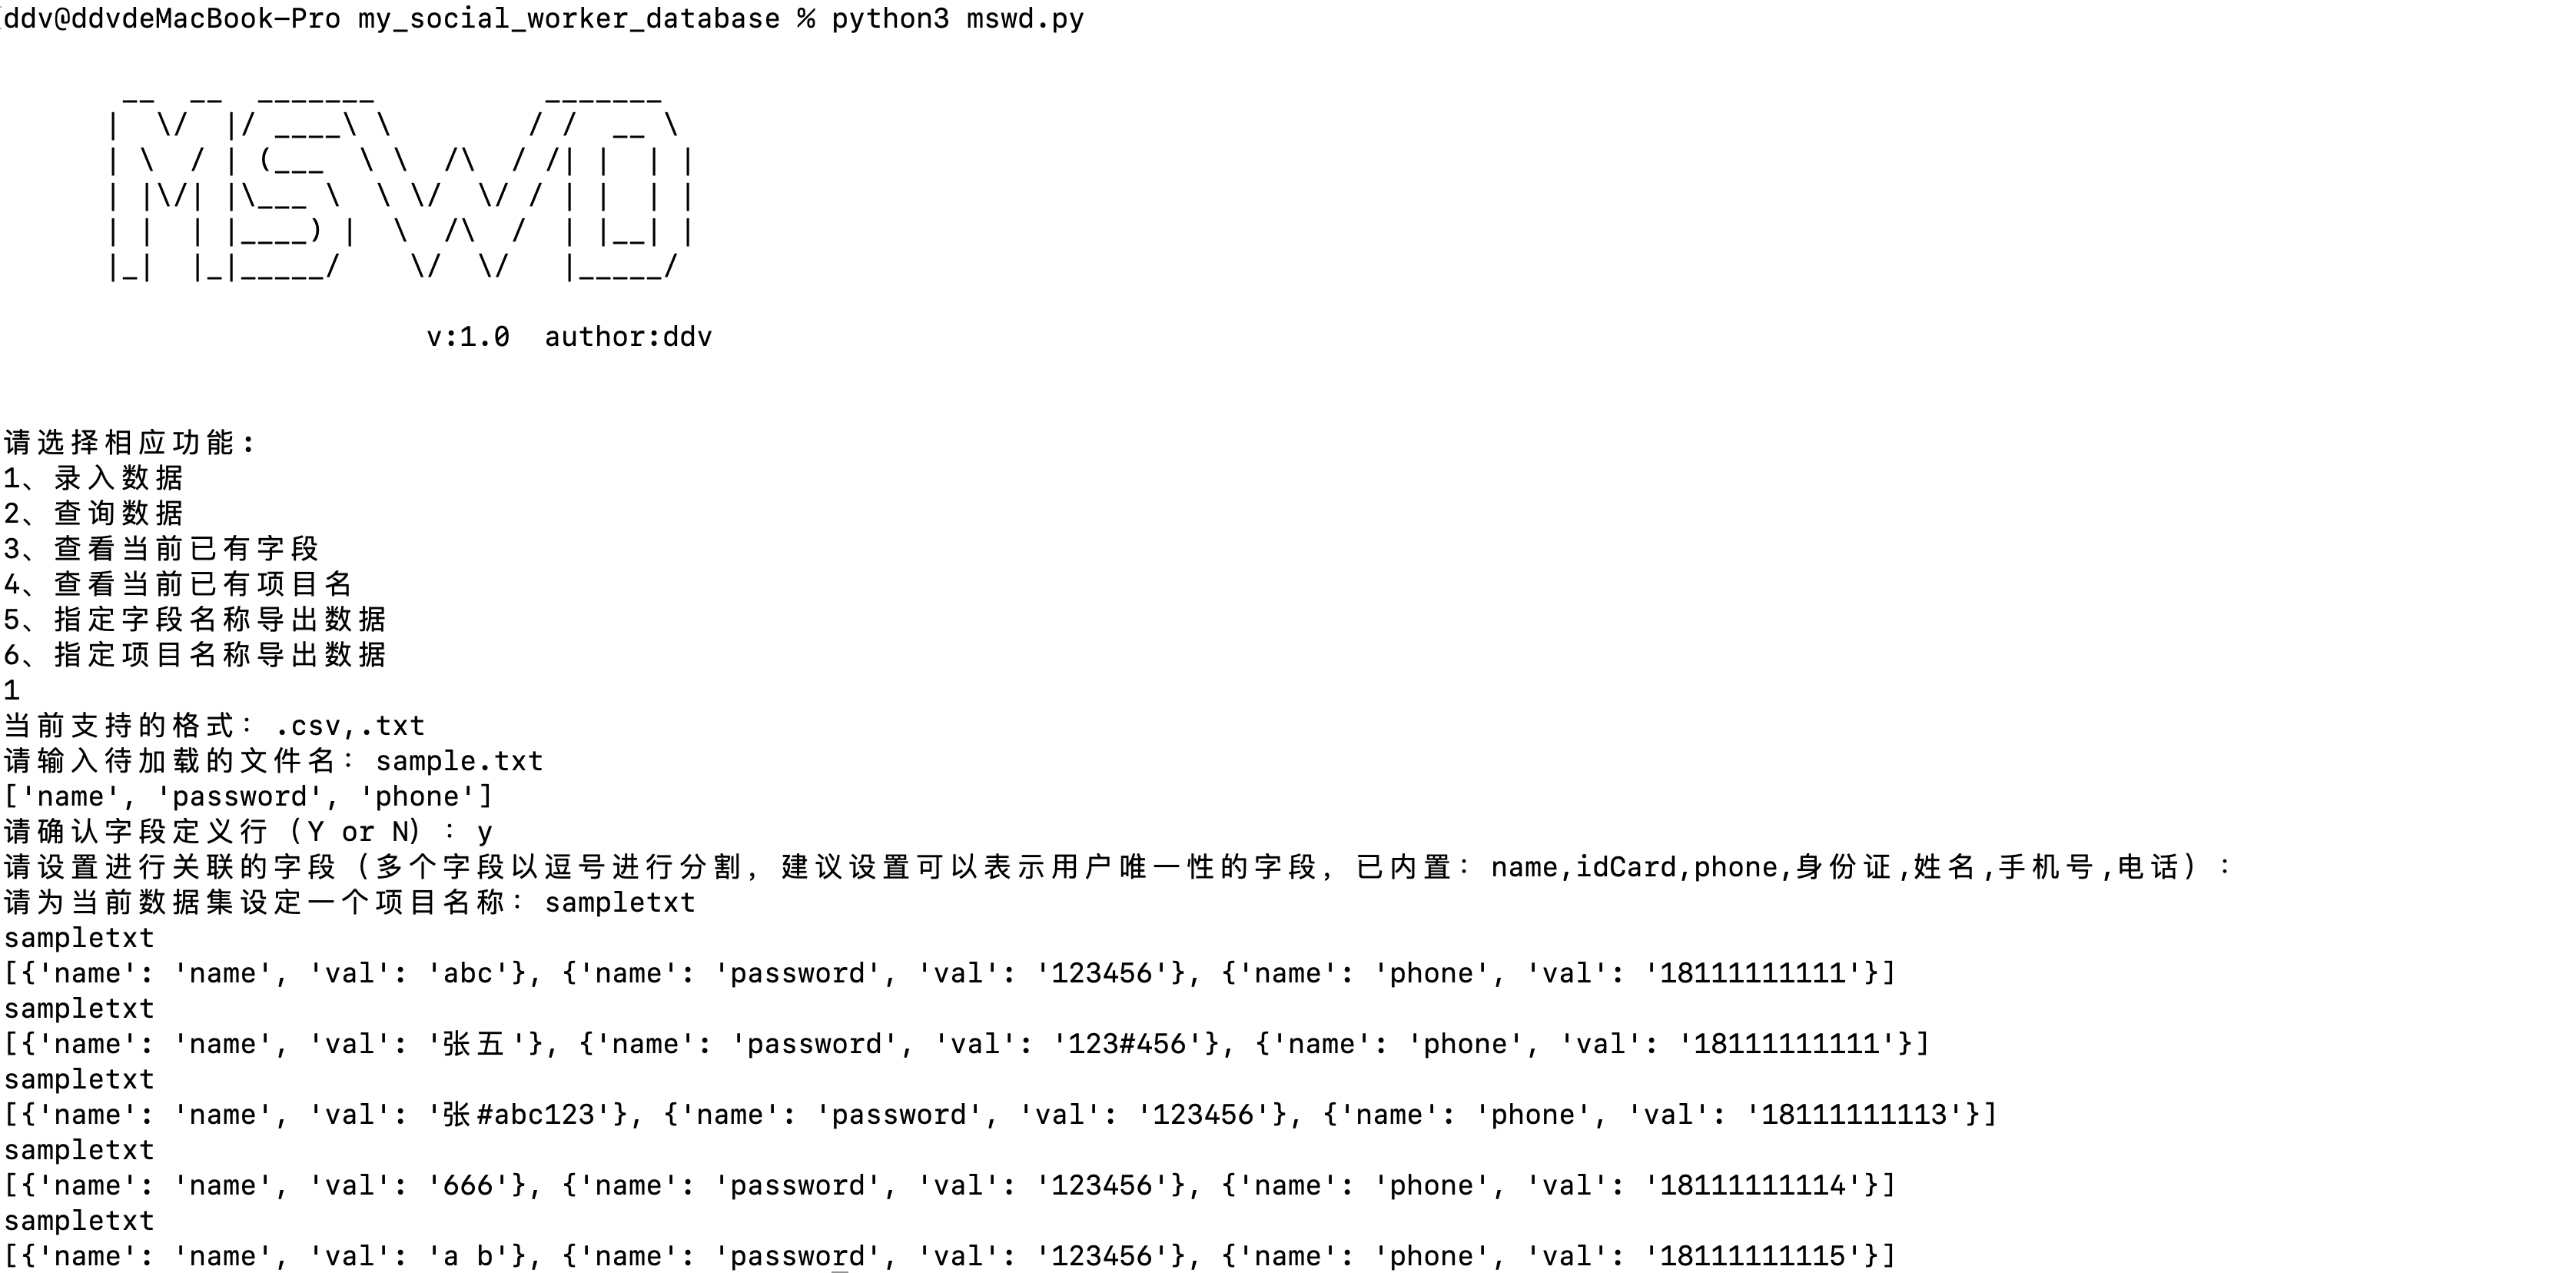 ddv@ddvdeMacBook-Pro my_social_worker_database % python3 mswd.py
  __  __  _______          _______
|  \/  |/ ____\ \        / /  __ \
| \  / | (___  \ \  /\  / /| |  | |
| |\/| |\___ \  \ \/  \/ / | |  | |
| |  | |____) |  \  /\  /  | |__| |
|_|  |_|_____/    \/  \/   |_____/
v:1.0  author:ddv
请选择相应功能:
1、录入数据
2、查询数据
3、查看当前已有字段
4、查看当前已有项目名
5、指定字段名称导出数据
6、指定项目名称导出数据
1
当前支持的格式：.csv,.txt
请输入待加载的文件名：sample.txt
['name', 'password', 'phone']
请确认字段定义行（Y or N）：y
请设置进行关联的字段（多个字段以逗号进行分割，建议设置可以表示用户唯一性的字段，已内置：name,idCard,phone,身份证,姓名,手机号,电话）：
请为当前数据集设定一个项目名称：sampletxt
sampletxt
[{'name': 'name', 'val': 'abc'}, {'name': 'password', 'val': '123456'}, {'name': 'phone', 'val': '18111111111'}]
sampletxt
[{'name': 'name', 'val': '张五'}, {'name': 'password', 'val': '123#456'}, {'name': 'phone', 'val': '18111111111'}]
sampletxt
[{'name': 'name', 'val': '张#abc123'}, {'name': 'password', 'val': '123456'}, {'name': 'phone', 'val': '18111111113'}]
sampletxt
[{'name': 'name', 'val': '666'}, {'name': 'password', 'val': '123456'}, {'name': 'phone', 'val': '18111111114'}]
sampletxt
[{'name': 'name', 'val': 'a b'}, {'name': 'password', 'val': '123456'}, {'name': 'phone', 'val': '18111111115'}]